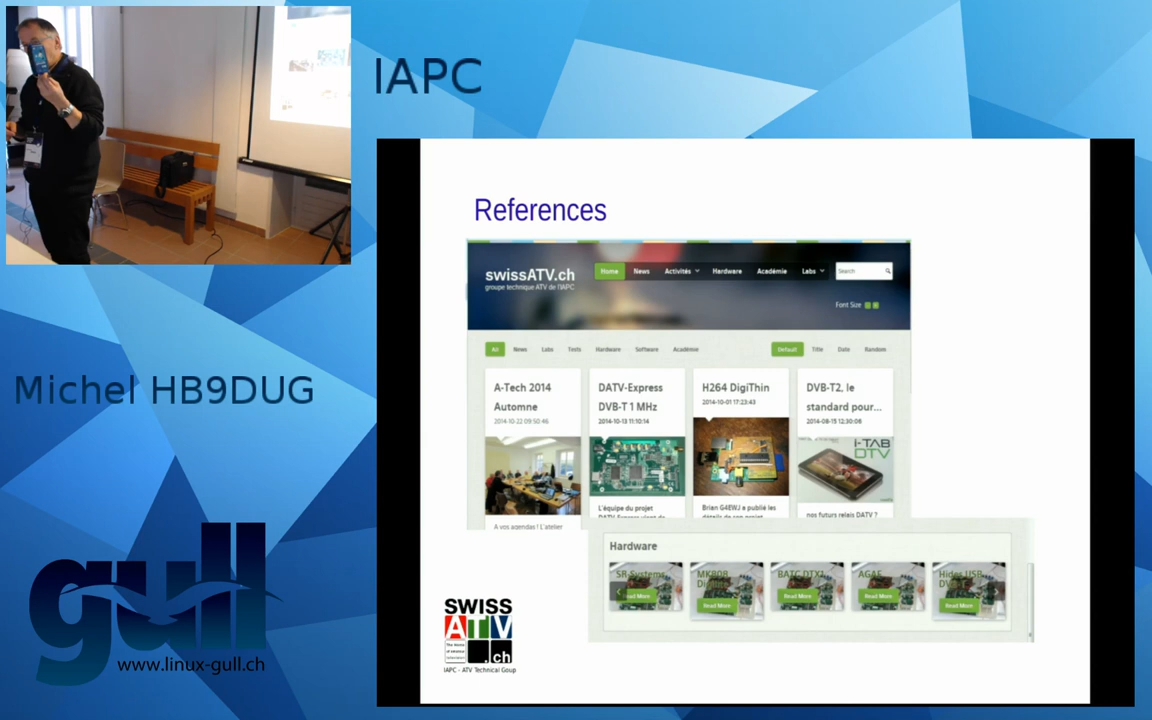 IAPC
Michel HB9DUG
gull
www.linux-gull.ch
References
swissATV.ch
groupe technique ATV de l'IAPC
Home News Activités Hardware Académie Labs Search
Font Size
All News Labs Tests Hardware Software Académie
Default Title Date Random
A-Tech 2014
Automne
2014-10-22 09:50:46
A vos agendas ! L'atelier
DATV-Express
DVB-T 1 MHz
2014-10-13 11:10:14
L'équipe du projet
DATV-Express vient de
H264 DigiThin
2014-10-01 17:23:43
Brian G4EWJ a publié les
détails de son projet
DVB-T2, le
standard pour...
2014-08-15 12:30:06
i-TAB
DTV
nos futurs relais DATV ?
Hardware
SR-Systems
Read More
MKU08
Read More
BATC DTX1
Read More
AGAF
Read More
Hides USB
Read More
SWISS
ATV
.ch
IAPC - ATV Technical Goup